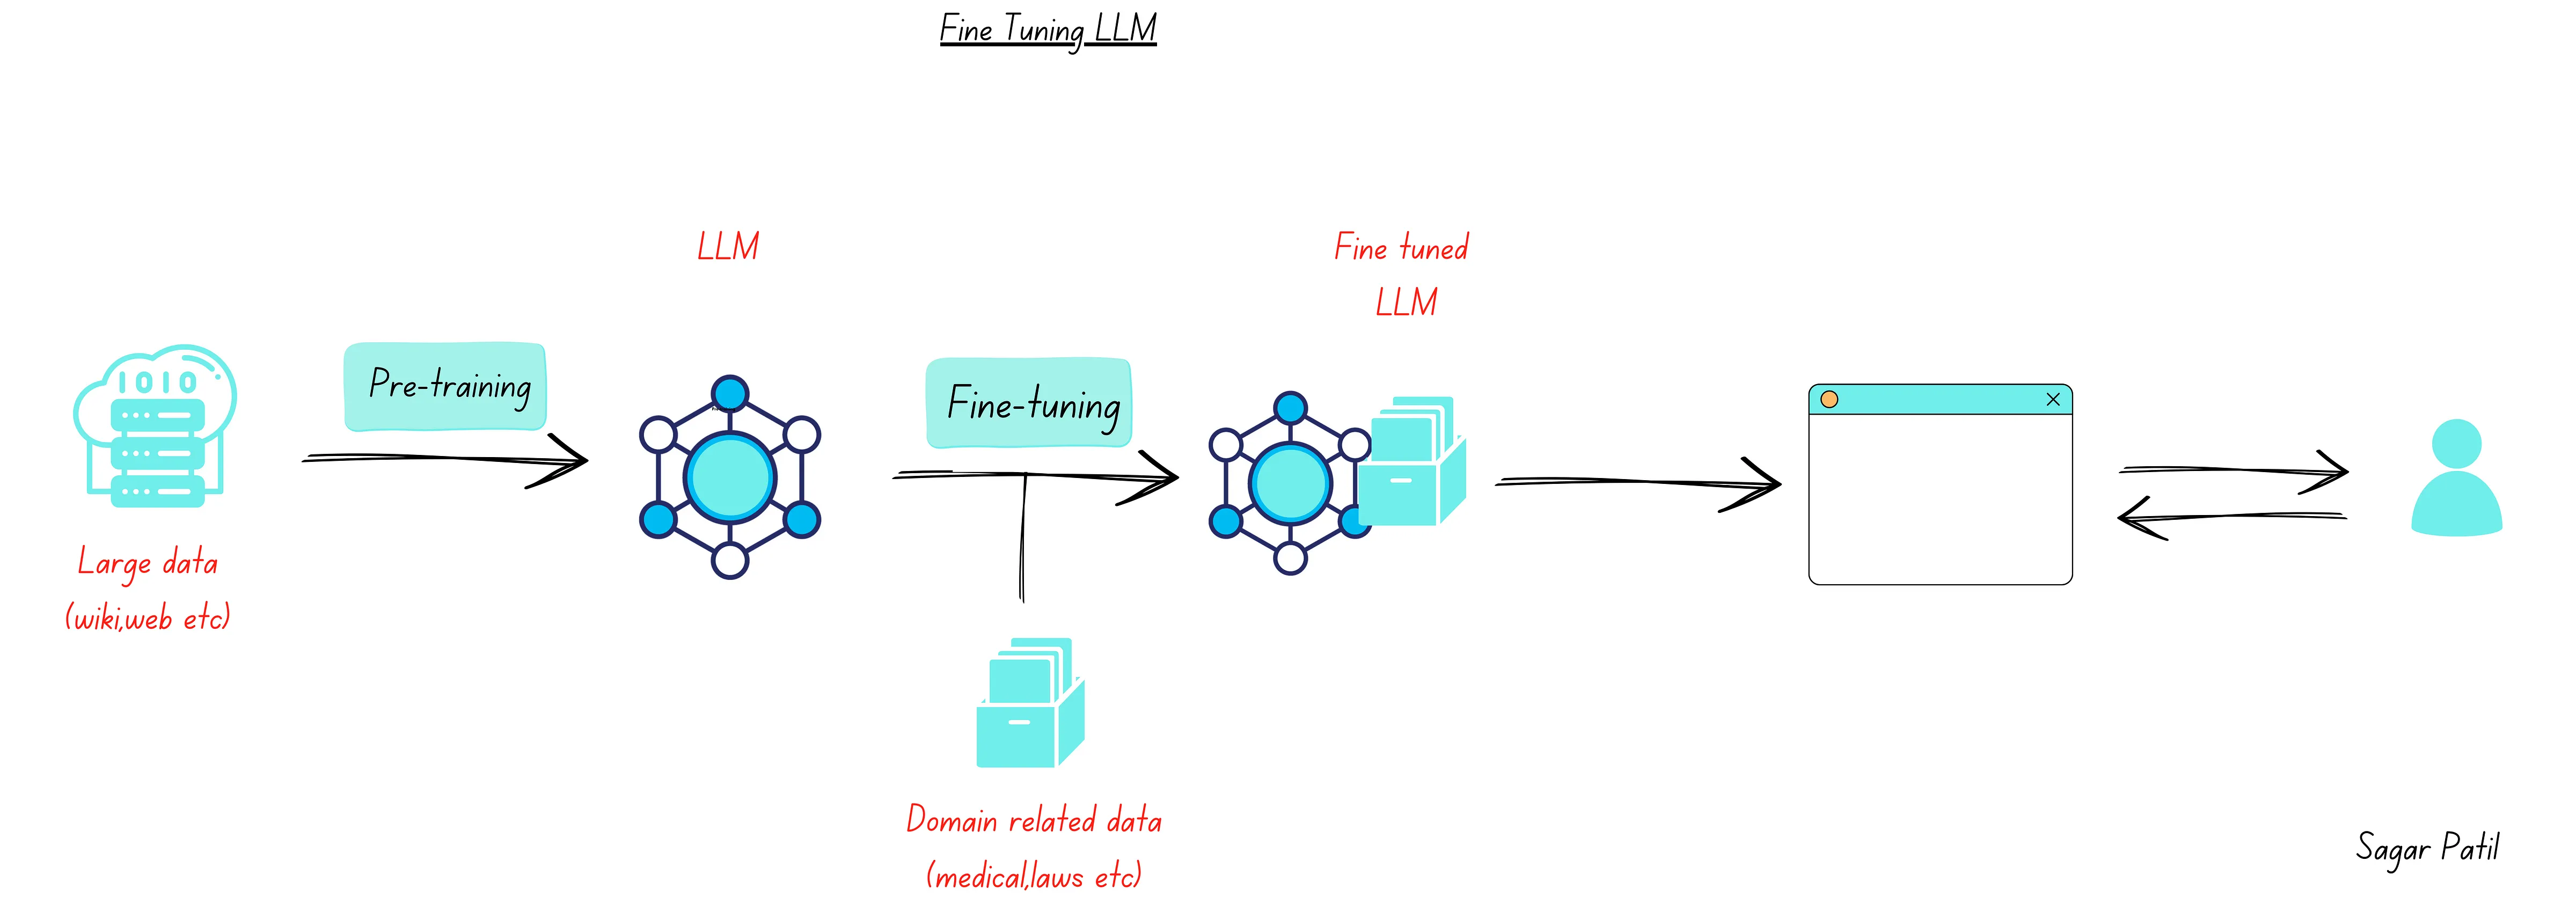 Fine Tuning LLM
LLM
Fine tuned
LLM
Pre-training
Fine-tuning
1010
Large data
(wiki,web etc)
Domain related data
(medical,laws etc)
Sagar Patil